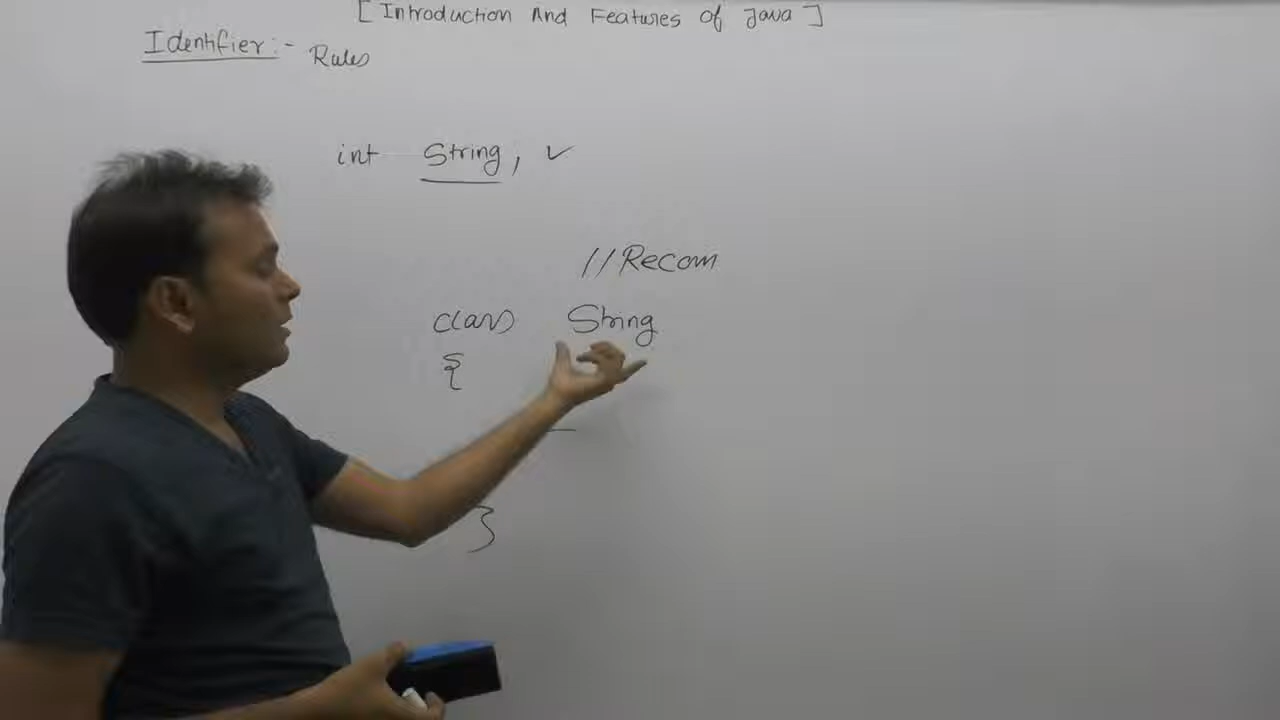 [ Introduction And Features Of Java ]
Identifier:- Rules
int String, ✓
//Recom
class String
{
}